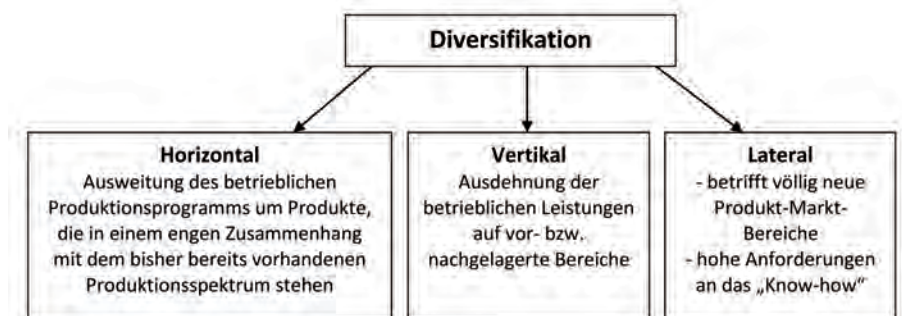 Diversifikation
Horizontal
Ausweitung des betrieblichen
Produktionsprogramms um Produkte,
die in einem engen Zusammenhang
mit dem bisher bereits vorhandenen
Produktionsspektrum stehen
Vertikal
Ausdehnung der
betrieblichen Leistungen
auf vor- bzw.
nachgelagerte Bereiche
Lateral
- betrifft völlig neue
Produkt-Markt-
Bereiche
- hohe Anforderungen
an das „Know-how“